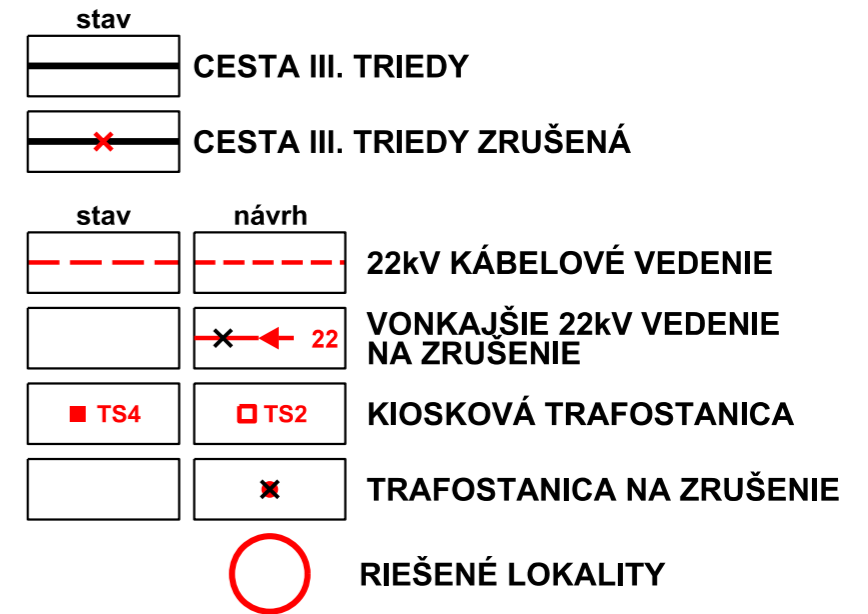 stav
CESTA III. TRIEDY
CESTA III. TRIEDY ZRUŠENÁ
stav návrh
22kV KÁBELOVÉ VEDENIE
22 VONKAJŠIE 22kV VEDENIE
NA ZRUŠENIE
TS4 TS2 KIOSKOVÁ TRAFOSTANICA
TRAFOSTANICA NA ZRUŠENIE
RIEŠENÉ LOKALITY